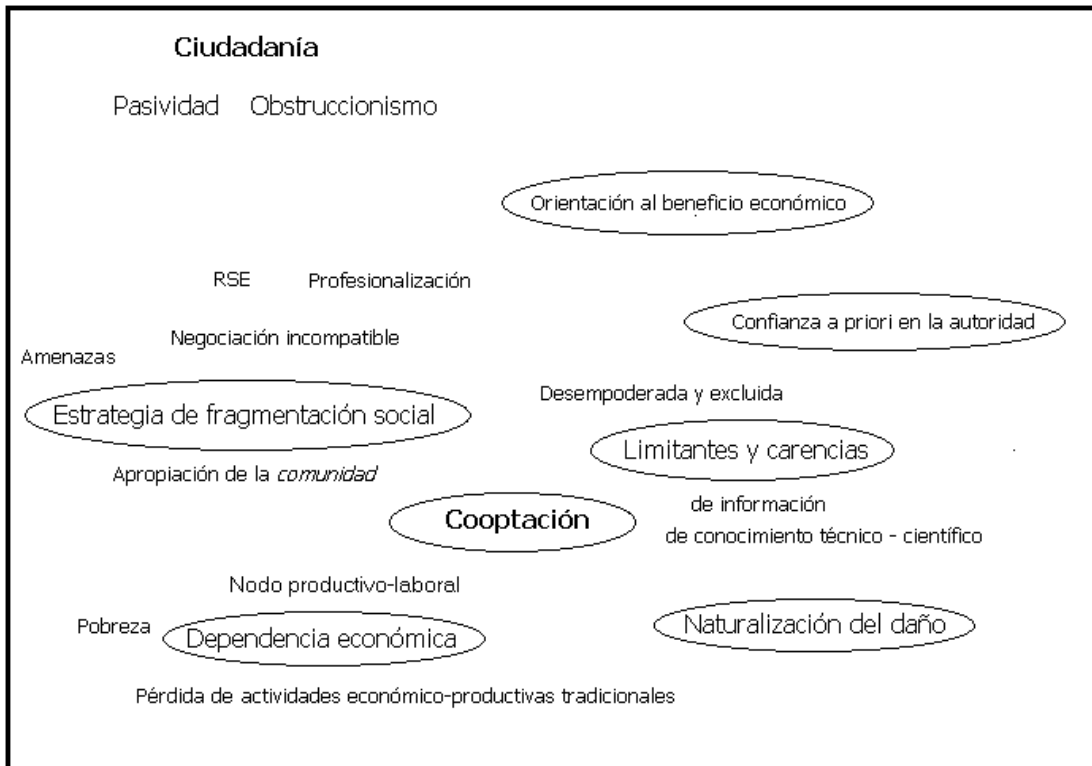 Ciudadanía
Pasividad Obstruccionismo
Orientación al beneficio económico
RSE Profesionalización
Confianza a priori en la autoridad
Negociación incompatible
Amenazas
Desempoderada y excluida
Estrategia de fragmentación social
Limitantes y carencias
Apropiación de la comunidad
de información
Cooptación
de conocimiento técnico - científico
Nodo productivo-laboral
Pobreza
Dependencia económica
Naturalización del daño
Pérdida de actividades económico-productivas tradicionales